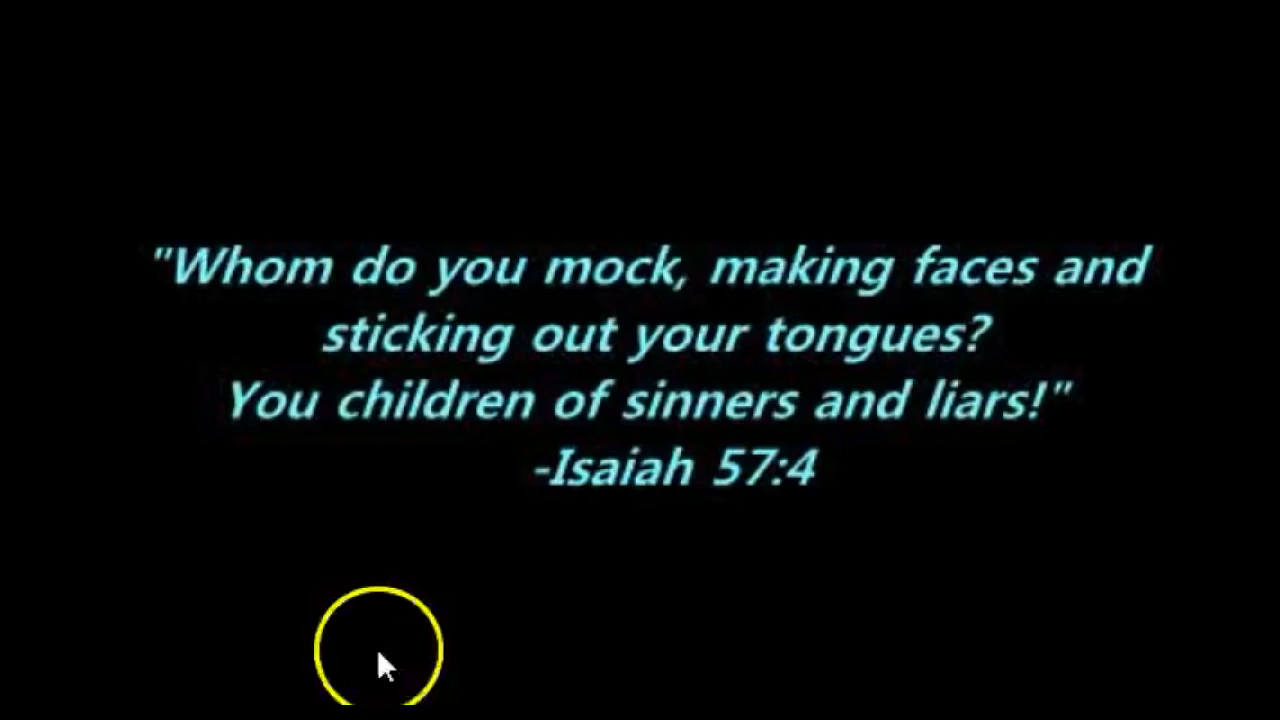 "Whom do you mock, making faces and
sticking out your tongues?
You children of sinners and liars!"
-Isaiah 57:4